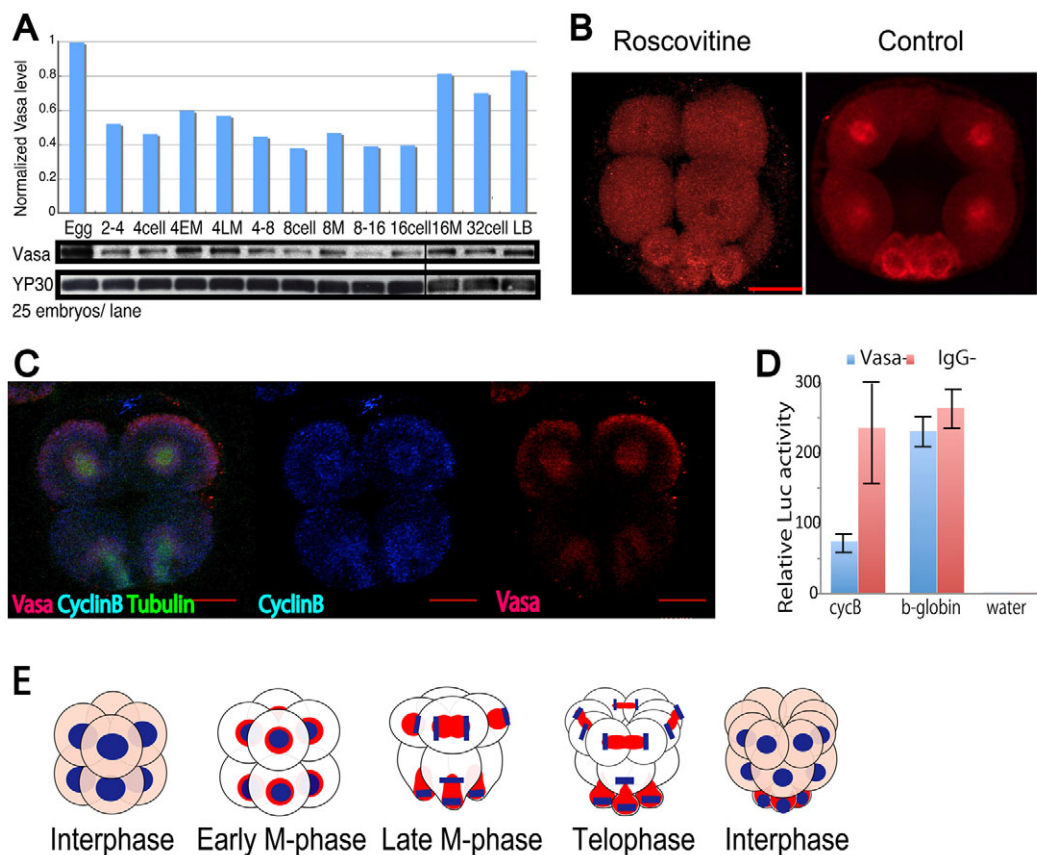 A
Normalized Vasa level
1
0.8
0.6
0.4
0.2
0
Egg 2-4 4cell 4EM 4LM 4-8 8cell 8M 8-16 16cell 16M 32cell LB
Vasa
YP30
25 embryos/ lane
B
Roscovitine Control
C
Vasa CyclinB Tubulin
CyclinB
Vasa
D
Vasa- IgG-
Relative Luc activity
300
200
100
0
cycB b-globin water
E
Interphase Early M-phase Late M-phase Telophase Interphase